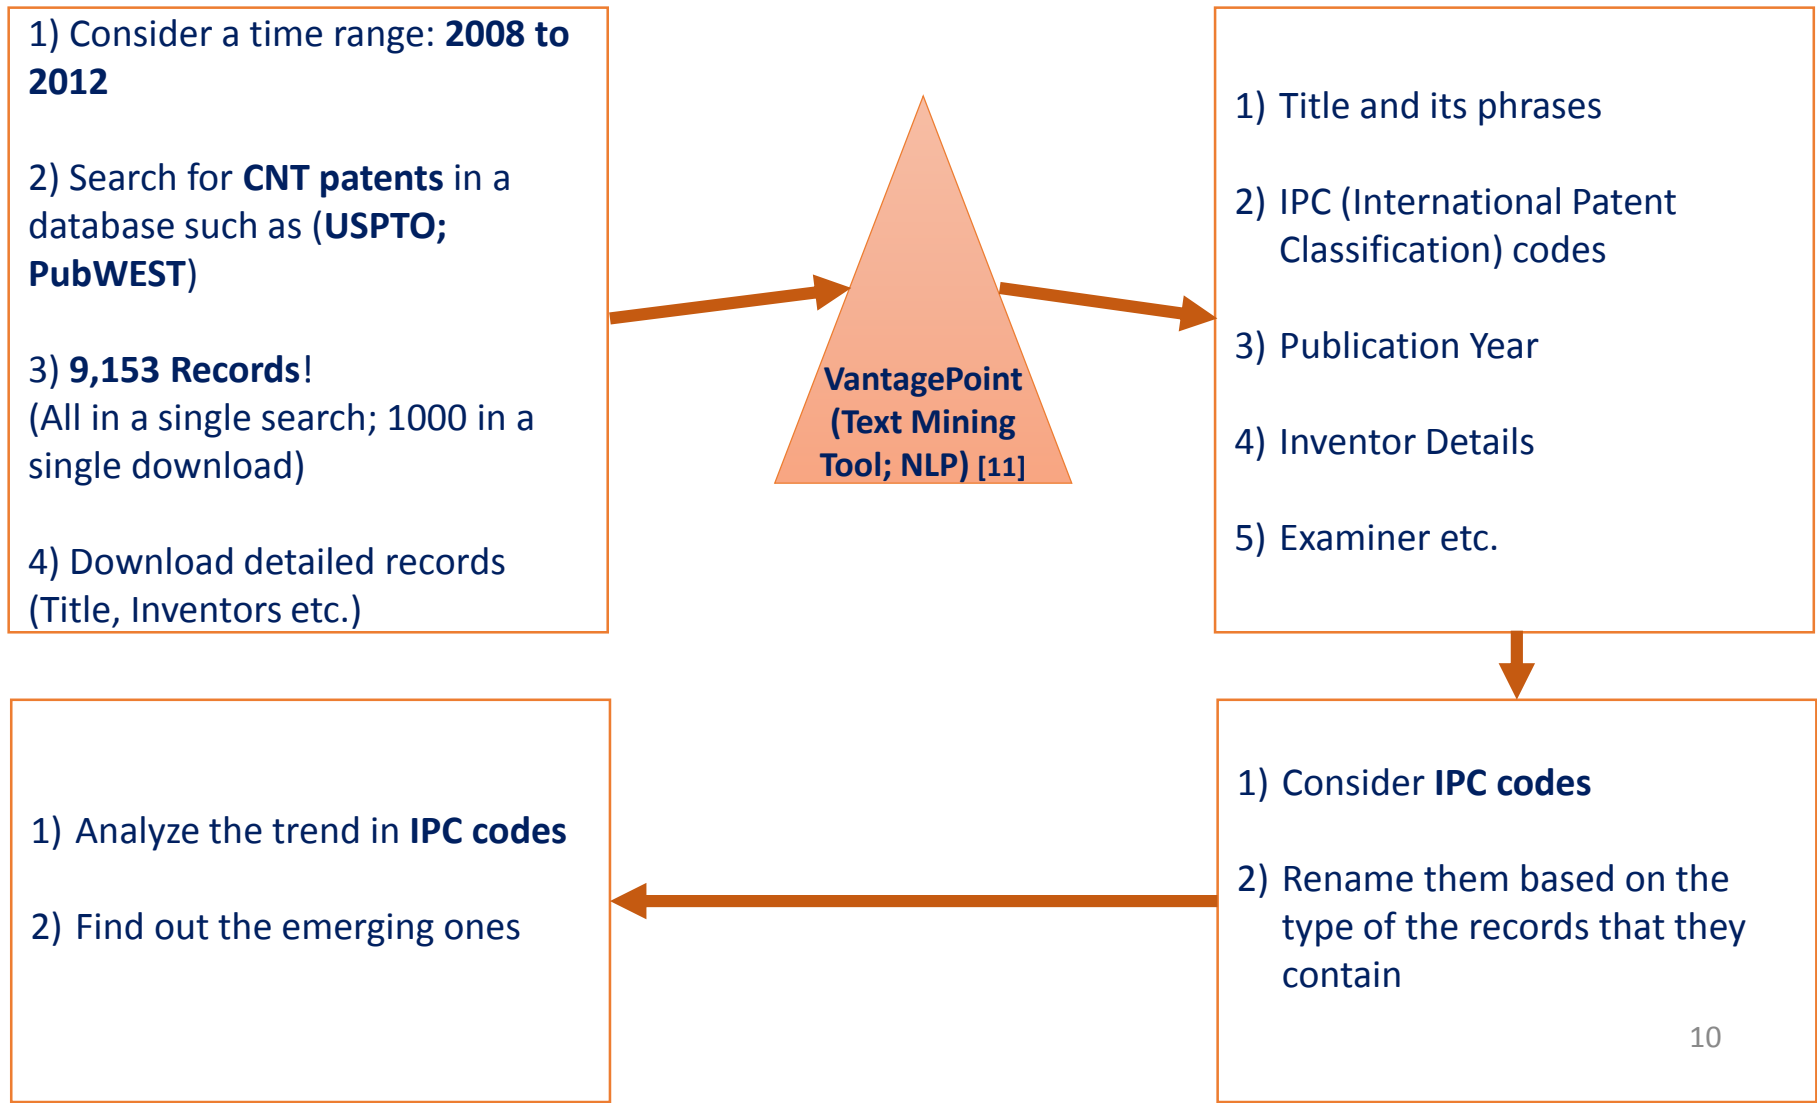 1) Consider a time range: 2008 to
2012
2) Search for CNT patents in a
database such as (USPTO;
PubWEST)
3) 9,153 Records!
(All in a single search; 1000 in a
single download)
4) Download detailed records
(Title, Inventors etc.)
VantagePoint
(Text Mining
Tool; NLP) [11]
1) Title and its phrases
2) IPC (International Patent
Classification) codes
3) Publication Year
4) Inventor Details
5) Examiner etc.
1) Consider IPC codes
2) Rename them based on the
type of the records that they
contain
1) Analyze the trend in IPC codes
2) Find out the emerging ones
10